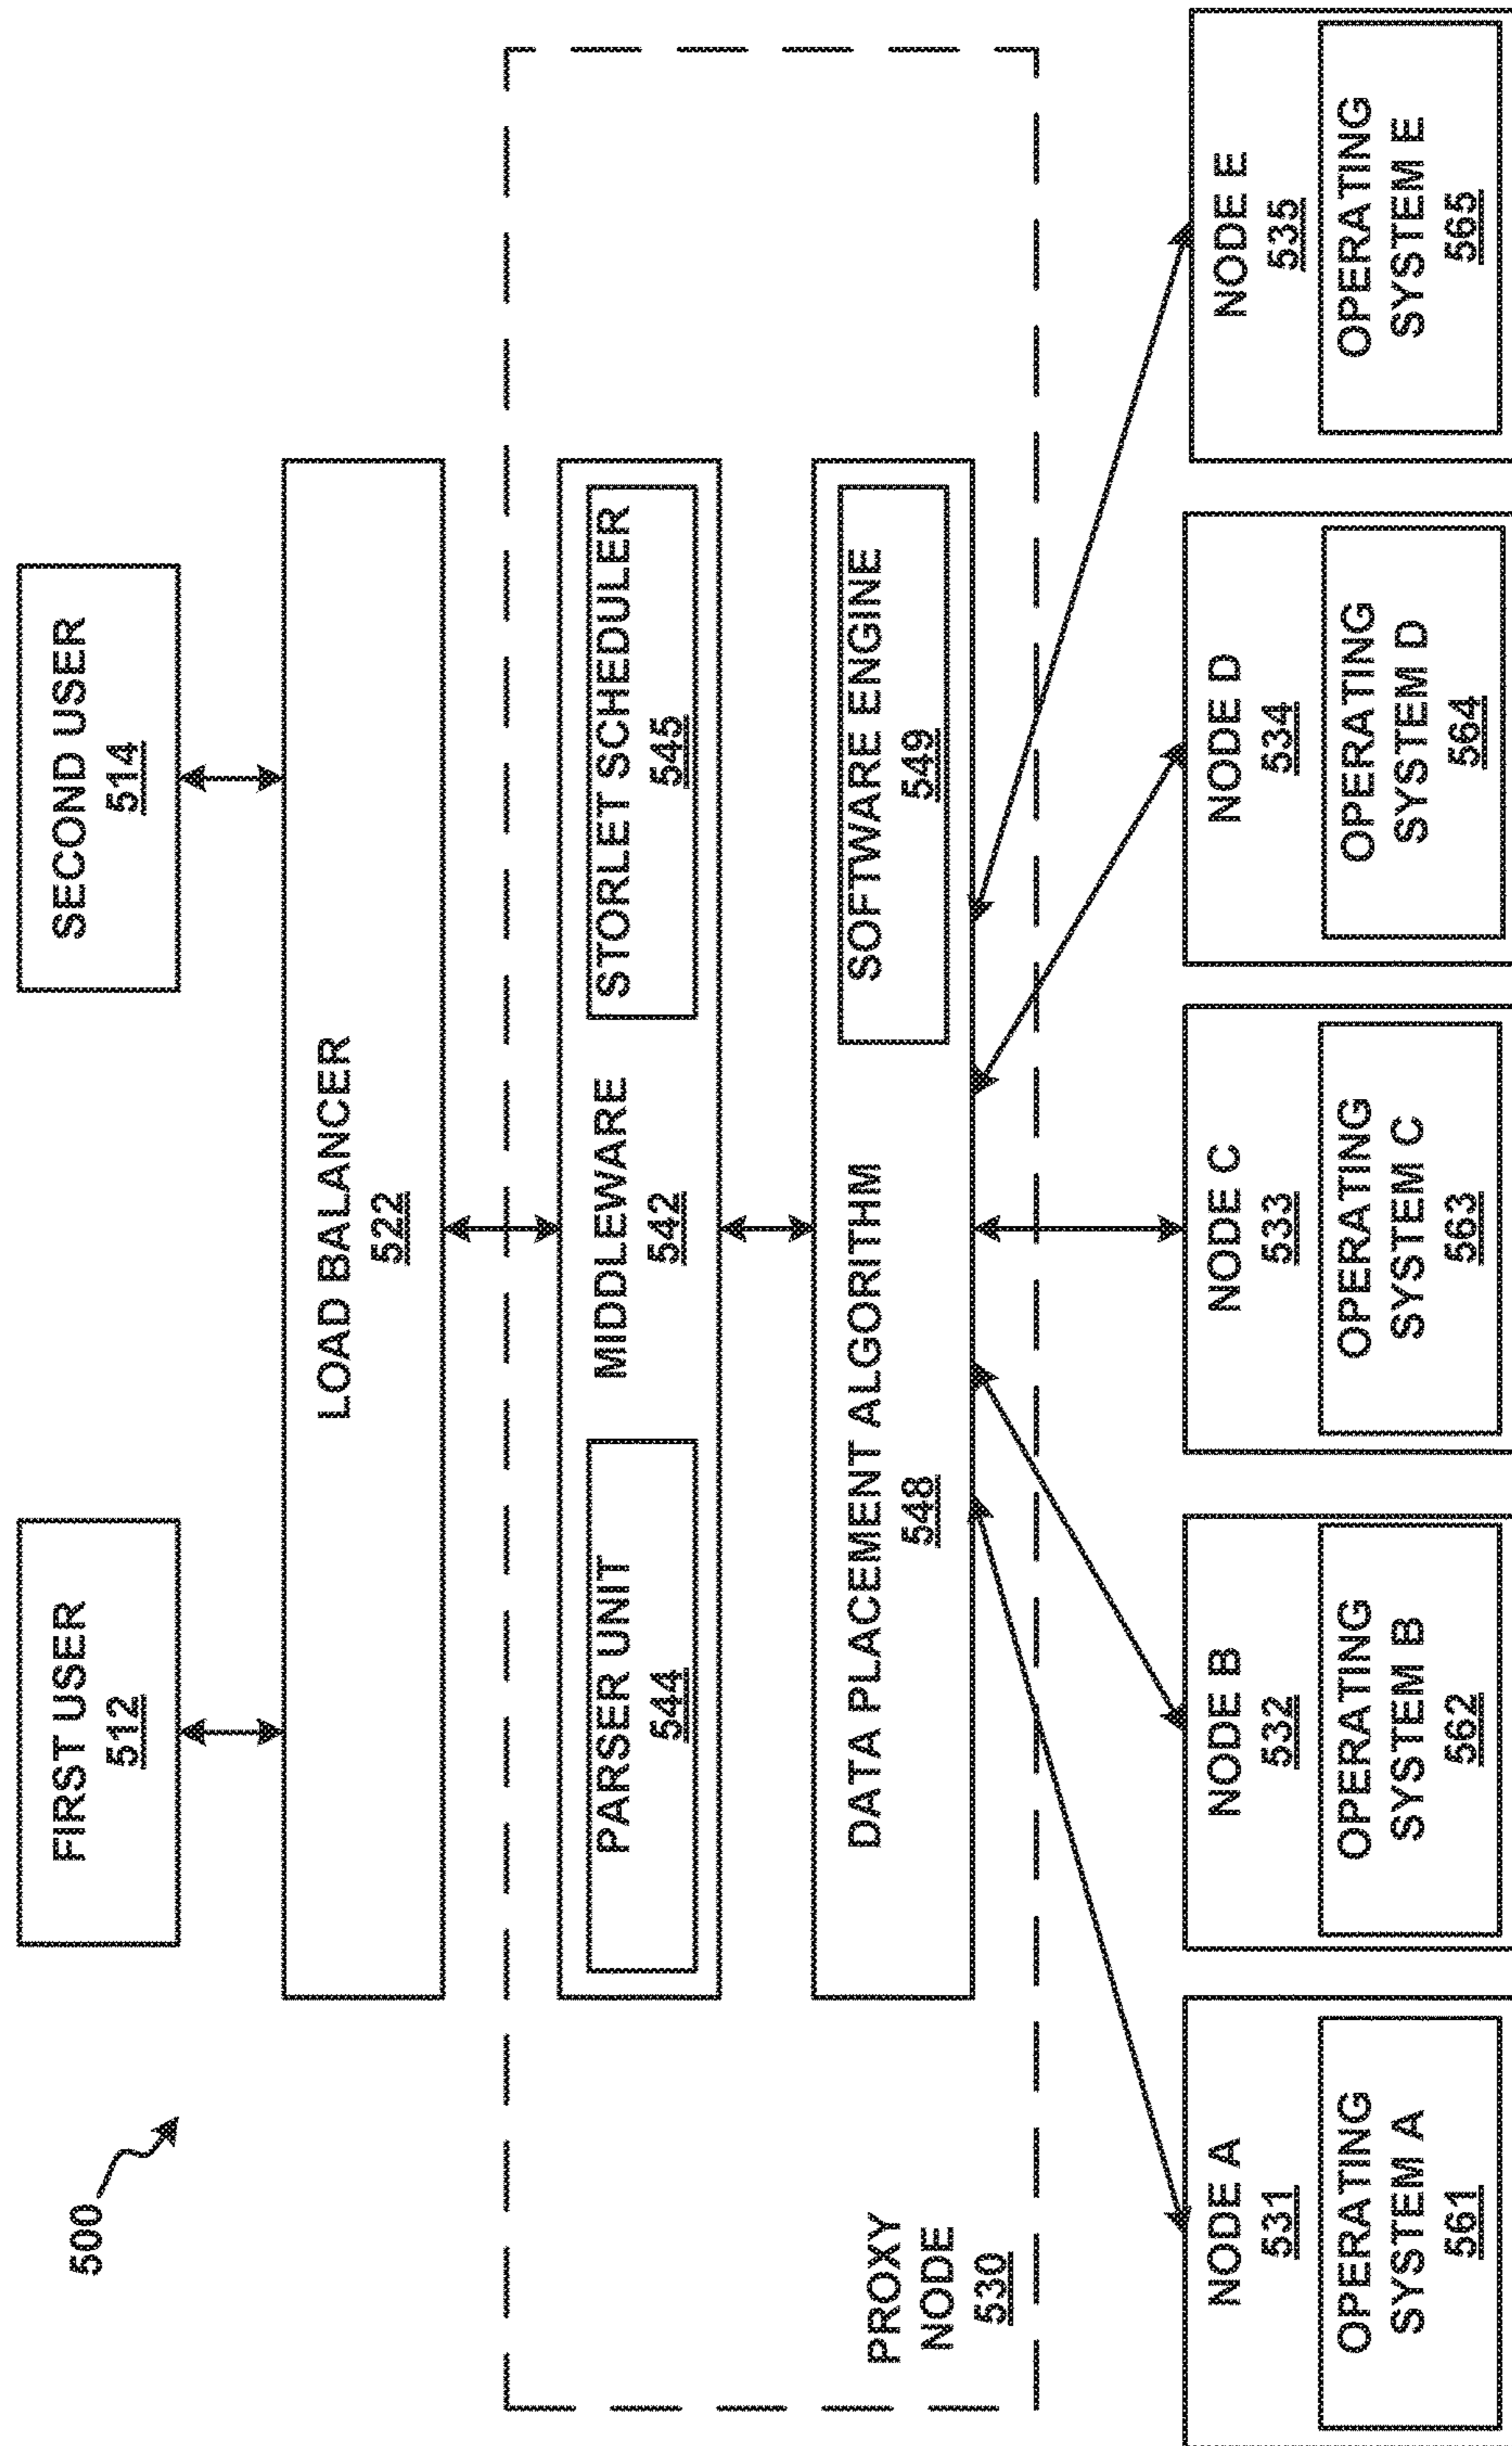 500
FIRST USER
512
SECOND USER
514
LOAD BALANCER
522
PROXY
NODE
530
PARSER UNIT
544
MIDDLEWARE
542
STORLET SCHEDULER
545
DATA PLACEMENT ALGORITHM
548
SOFTWARE ENGINE
549
NODE A
531
OPERATING
SYSTEM A
561
NODE B
532
OPERATING
SYSTEM B
562
NODE C
533
OPERATING
SYSTEM C
563
NODE D
534
OPERATING
SYSTEM D
564
NODE E
535
OPERATING
SYSTEM E
565